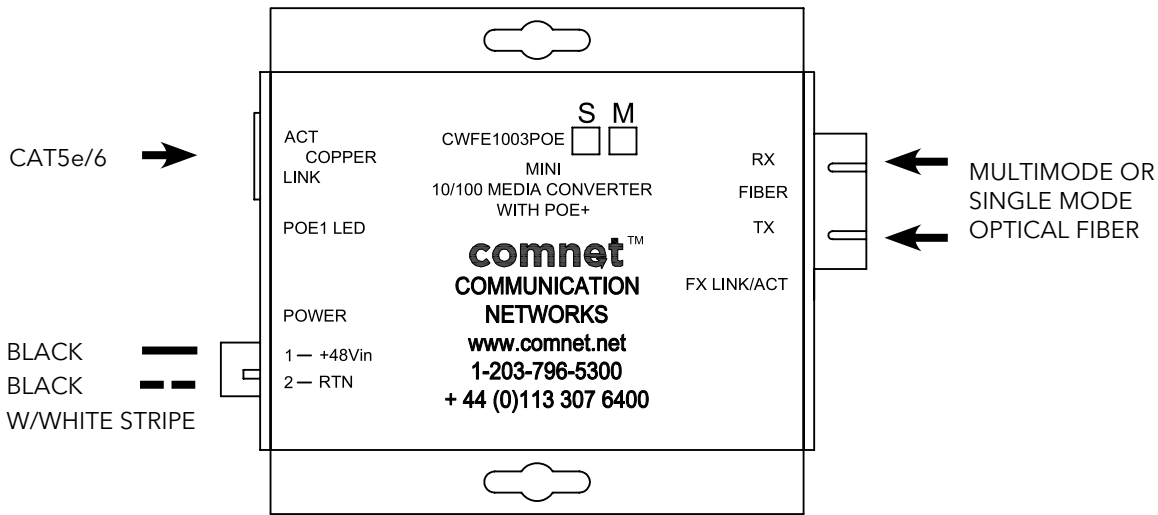 CAT5e/6
BLACK
BLACK
W/WHITE STRIPE
ACT
COPPER
LINK
POE1 LED
POWER
1 — +48Vin
2 — RTN
S M
CWFE1003POE
MINI
10/100 MEDIA CONVERTER
WITH POE+
comnet™
COMMUNICATION
NETWORKS
www.comnet.net
1-203-796-5300
+ 44 (0)113 307 6400
RX
FIBER
TX
FX LINK/ACT
MULTIMODE OR
SINGLE MODE
OPTICAL FIBER